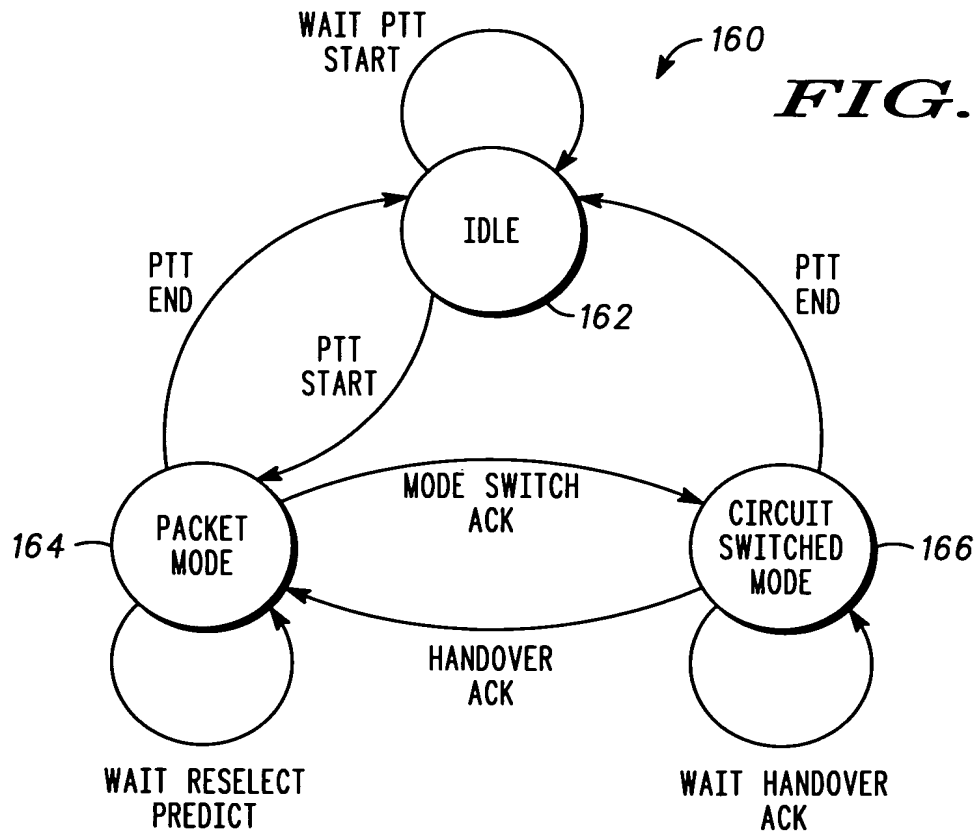 WAIT PTT
START
160
FIG.
IDLE
162
PTT
END
PTT
END
PTT
START
MODE SWITCH
ACK
164
PACKET
MODE
CIRCUIT
SWITCHED
MODE
166
HANDOVER
ACK
WAIT RESELECT
PREDICT
WAIT HANDOVER
ACK